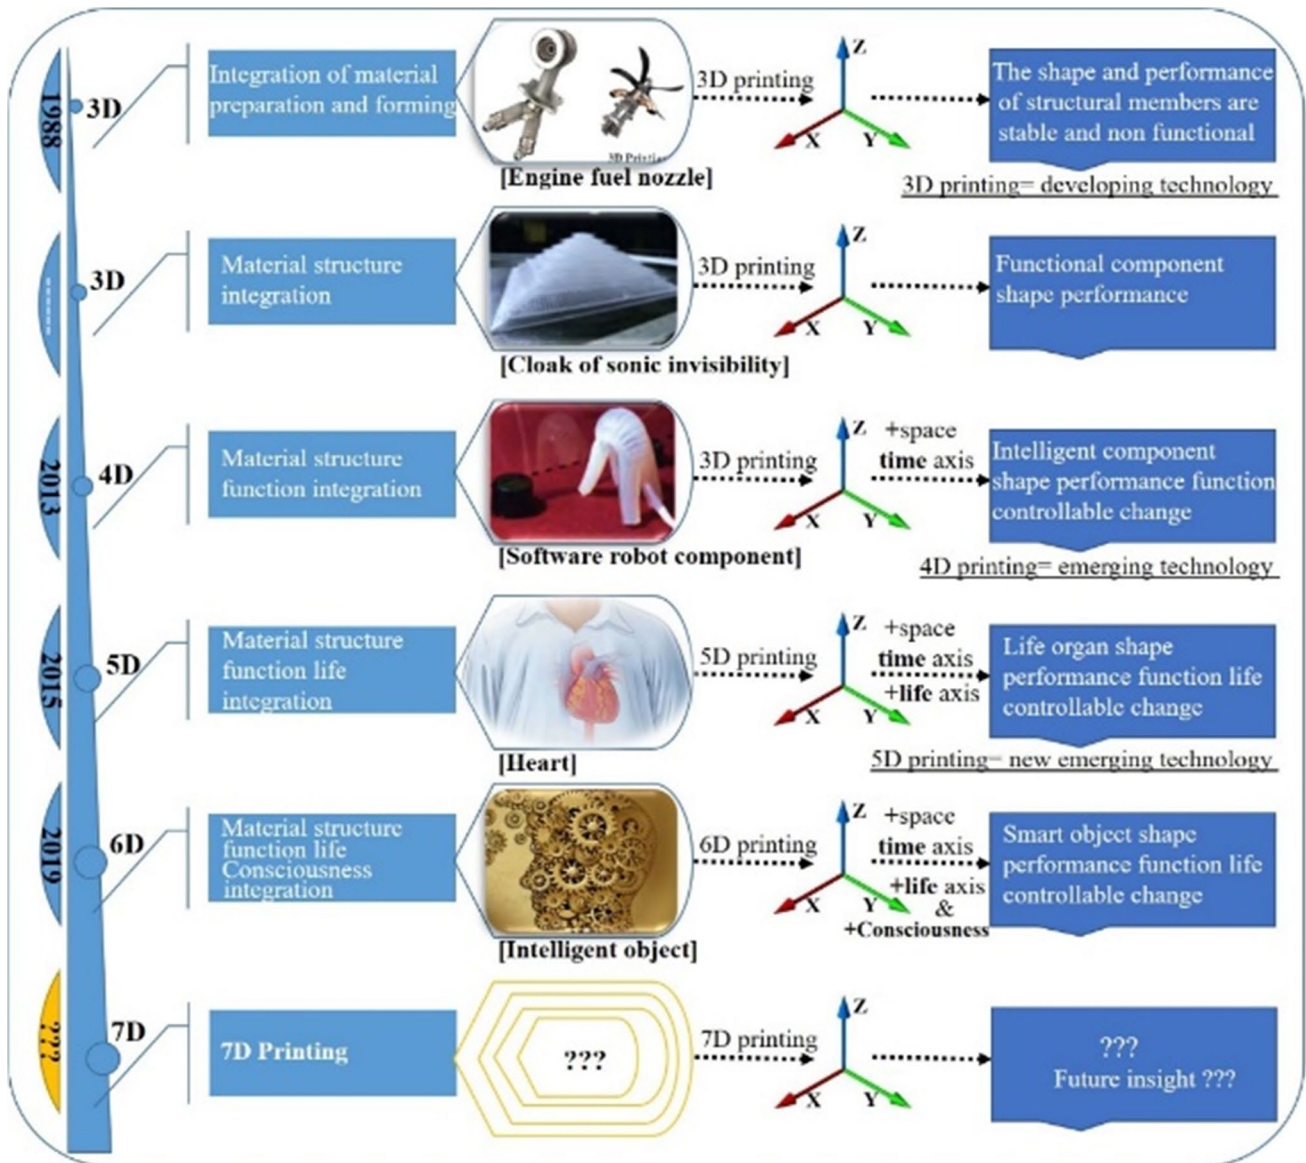 1988
3D
Integration of material
preparation and forming
3D Printing
[Engine fuel nozzle]
3D printing
Z
X
Y
The shape and performance
of structural members are
stable and non functional
3D printing= developing technology
3D
Material structure
integration
[Cloak of sonic invisibility]
3D printing
Z
X
Y
Functional component
shape performance
2013
4D
Material structure
function integration
[Software robot component]
3D printing
Z
X
Y
+space
time axis
Intelligent component
shape performance function
controllable change
4D printing= emerging technology
2015
5D
Material structure
function life
integration
[Heart]
5D printing
Z
X
Y
+space
time axis
+life axis
Life organ shape
performance function life
controllable change
5D printing= new emerging technology
2019
6D
Material structure
function life
Consciousness
integration
[Intelligent object]
6D printing
Z
X
Y
+space
time axis
+life axis
&
+Consciousness
Smart object shape
performance function life
controllable change
???
7D
7D Printing
???
7D printing
Z
X
Y
???
Future insight ???